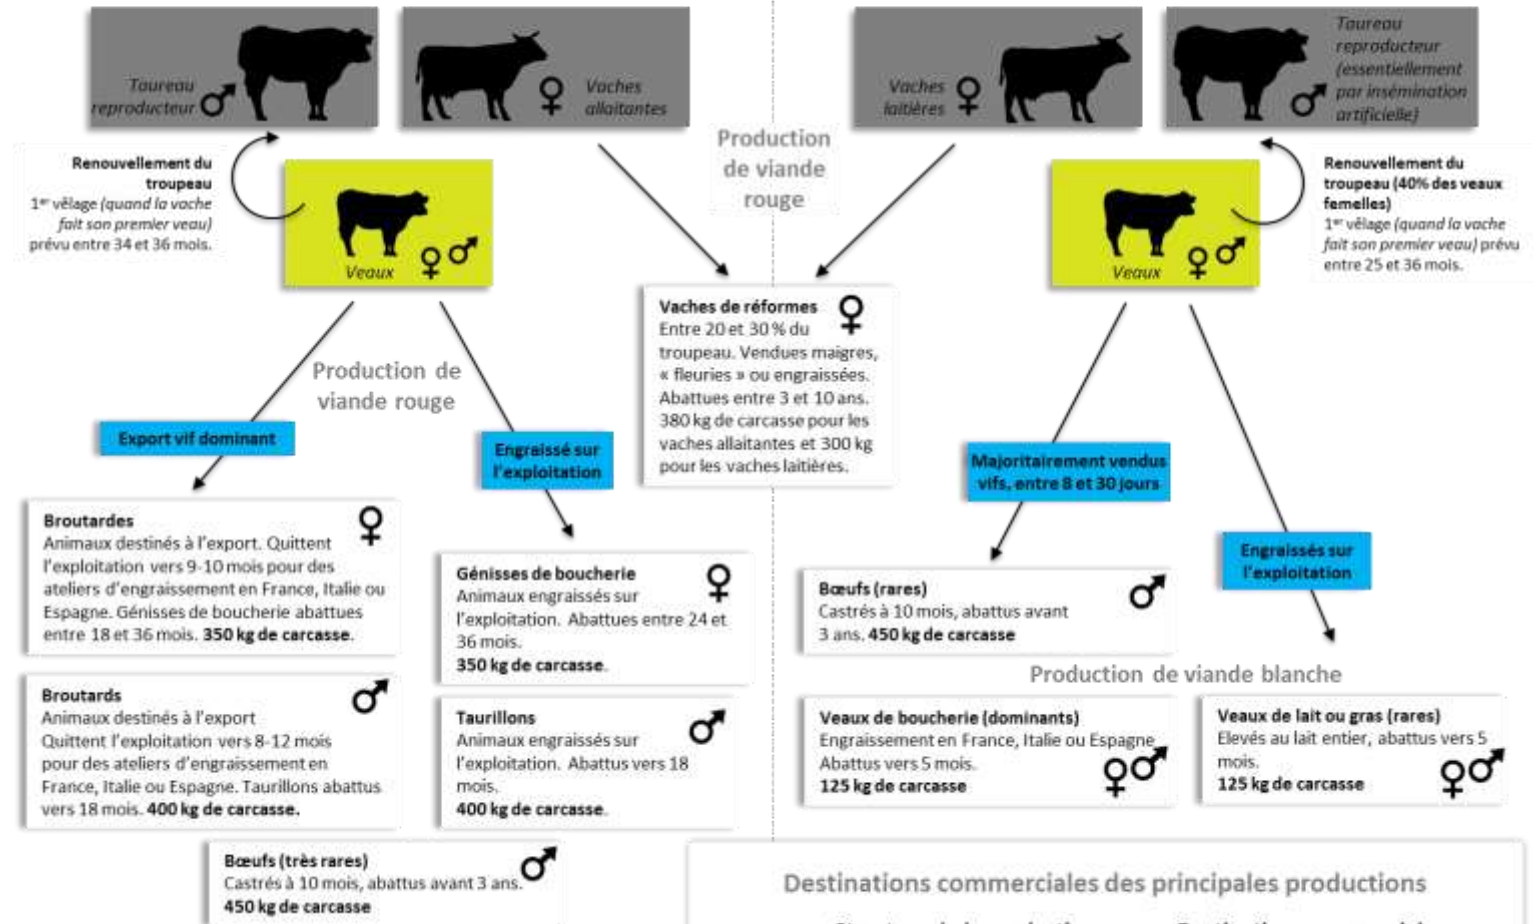 Taureau
reproducteur
Vaches
allaitantes
Vaches
laitières
Taureau
reproducteur
(essentiellement
par insémination
artificielle)
Production
de viande
rouge
Renouvellement du
troupeau
1er vêlage (quand la vache
fait son premier veau)
prévu entre 34 et 36 mois.
Veaux
Veaux
Renouvellement du
troupeau (40% des veaux
femelles)
1er vêlage (quand la vache
fait son premier veau) prévu
entre 25 et 36 mois.
Vaches de réformes
Entre 20 et 30 % du
troupeau. Vendues maigres,
« fleuries » ou engraissées.
Abattues entre 3 et 10 ans.
380 kg de carcasse pour les
vaches allaitantes et 300 kg
pour les vaches laitières.
Production de
viande rouge
Export vif dominant
Engraissé sur
l'exploitation
Majoritairement vendus
vifs, entre 8 et 30 jours
Engraissés sur
l'exploitation
Broutardes
Animaux destinés à l'export. Quittent
l'exploitation vers 9-10 mois pour des
ateliers d'engraissement en France, Italie ou
Espagne. Génisses de boucherie abattues
entre 18 et 36 mois. 350 kg de carcasse.
Génisses de boucherie
Animaux engraissés sur
l'exploitation. Abattues entre 24 et
36 mois.
350 kg de carcasse.
Bœufs (rares)
Castrés à 10 mois, abattus avant
3 ans. 450 kg de carcasse
Production de viande blanche
Broutards
Animaux destinés à l'export
Quittent l'exploitation vers 8-12 mois
pour des ateliers d'engraissement en
France, Italie ou Espagne. Taurillons abattus
vers 18 mois. 400 kg de carcasse.
Taurillons
Animaux engraissés sur
l'exploitation. Abattus vers 18
mois.
400 kg de carcasse.
Veaux de boucherie (dominants)
Engraissement en France, Italie ou Espagne
Abattus vers 5 mois.
125 kg de carcasse
Veaux de lait ou gras (rares)
Elevés au lait entier, abattus vers 5
mois.
125 kg de carcasse
Bœufs (très rares)
Castrés à 10 mois, abattus avant 3 ans.
450 kg de carcasse
Destinations commerciales des principales productions